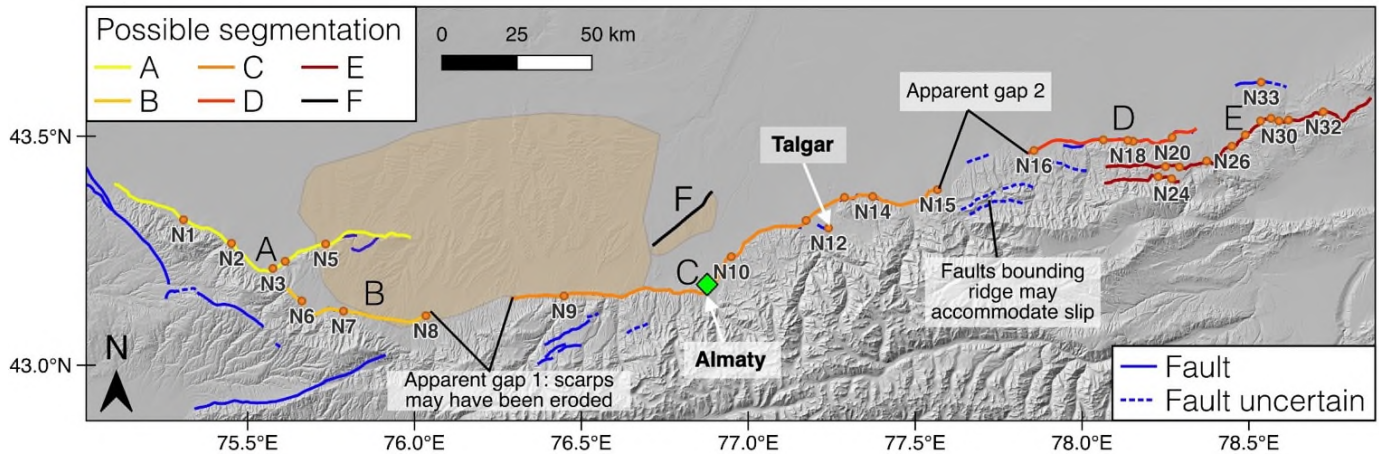 Possible segmentation
A C E
B D F
0 25 50 km
Apparent gap 2
Talgar
43.5°N
43.0°N
N
N1
N2
A
N3
N5
N6
B
N7
N8
F
C
N9
N10
N12
N14
N15
N16
D
N18
N20
N24
E
N26
N33
N30
N32
Almaty
Apparent gap 1: scarps
may have been eroded
Faults bounding
ridge may
accommodate slip
Fault
Fault uncertain
75.5°E 76.0°E 76.5°E 77.0°E 77.5°E 78.0°E 78.5°E